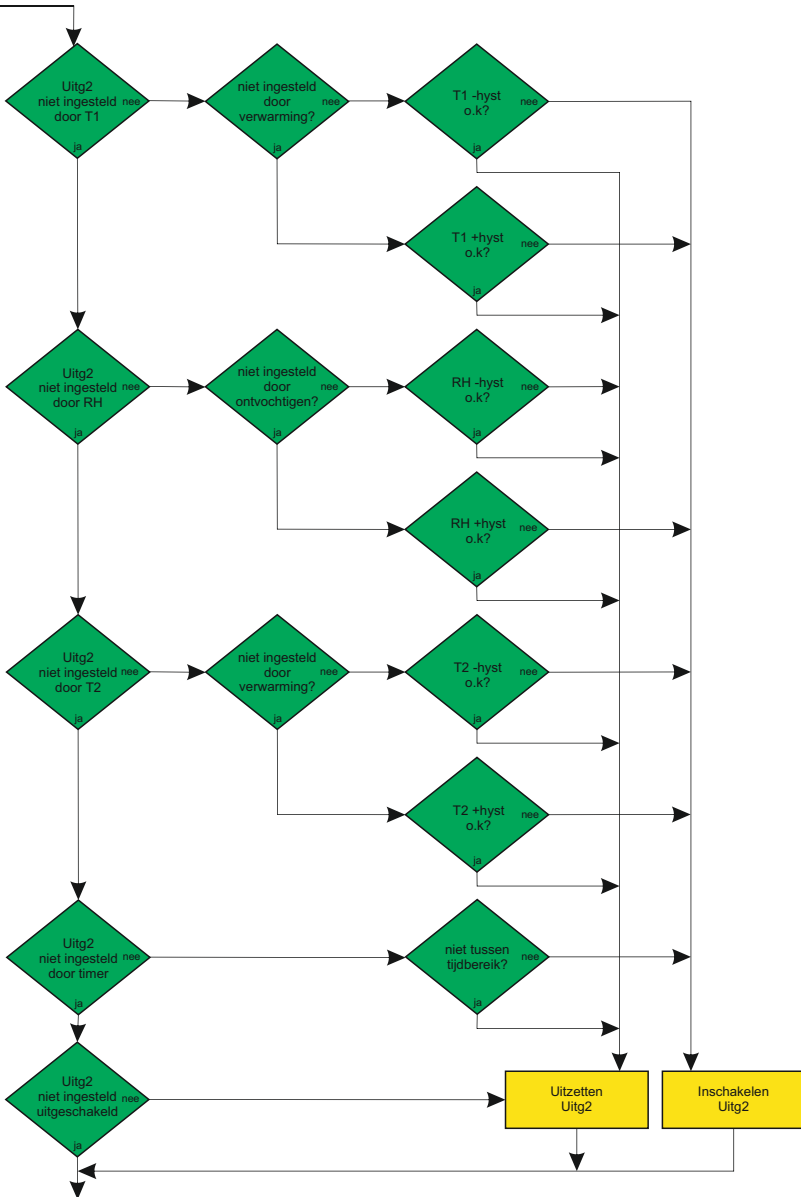 Uitg2
niet ingesteld
door T1
nee
ja
niet ingesteld
door
verwarming?
nee
ja
T1 -hyst
o.k?
nee
ja
T1 +hyst
o.k?
nee
ja
Uitg2
niet ingesteld
door RH
nee
ja
niet ingesteld
door
ontvochtigen?
nee
ja
RH -hyst
o.k?
nee
ja
RH +hyst
o.k?
nee
ja
Uitg2
niet ingesteld
door T2
nee
ja
niet ingesteld
door
verwarming?
nee
ja
T2 -hyst
o.k?
nee
ja
T2 +hyst
o.k?
nee
ja
Uitg2
niet ingesteld
door timer
nee
ja
niet tussen
tijdbereik?
nee
ja
Uitg2
niet ingesteld
uitgeschakeld
nee
ja
Uitzetten
Uitg2
Inschakelen
Uitg2